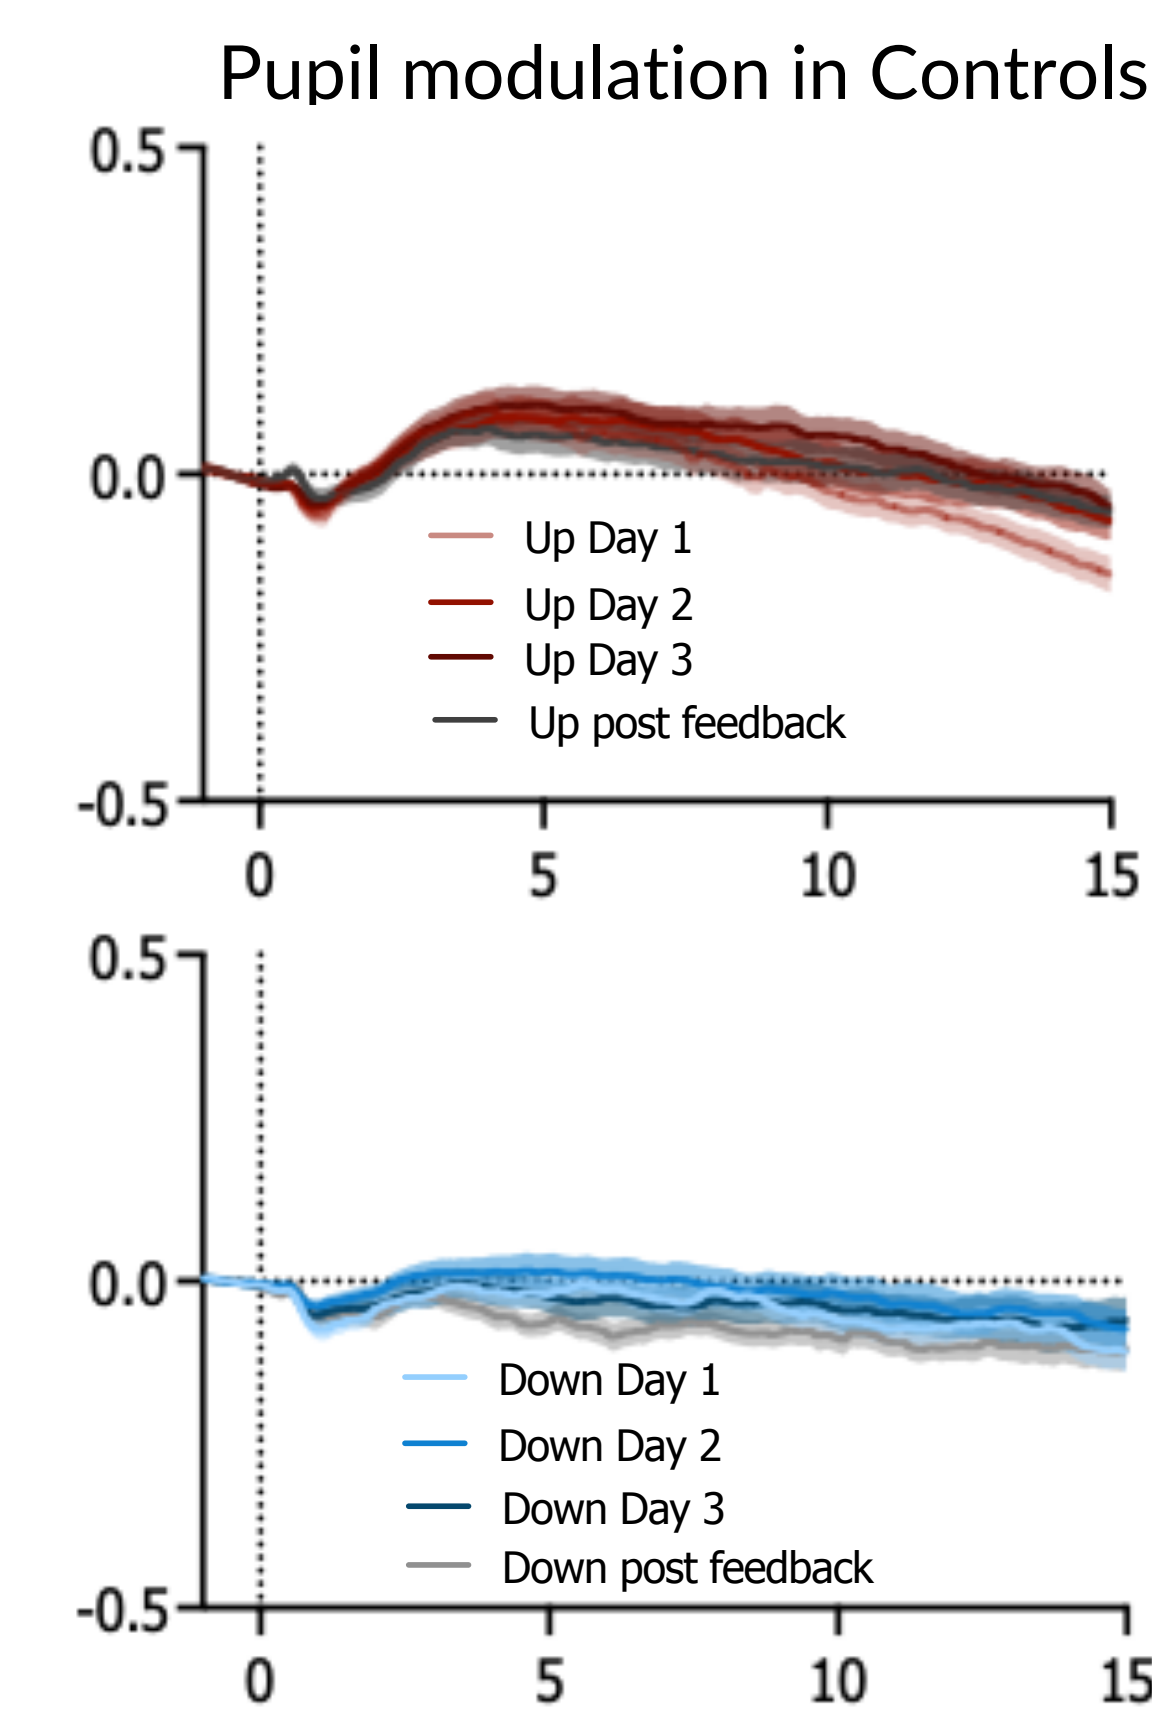 Pupil modulation in Controls
0.5
0.0
Up Day 1
Up Day 2
Up Day 3
Up post feedback
-0.5
0 5 10 15
0.5
0.0
Down Day 1
Down Day 2
Down Day 3
Down post feedback
-0.5
0 5 10 15